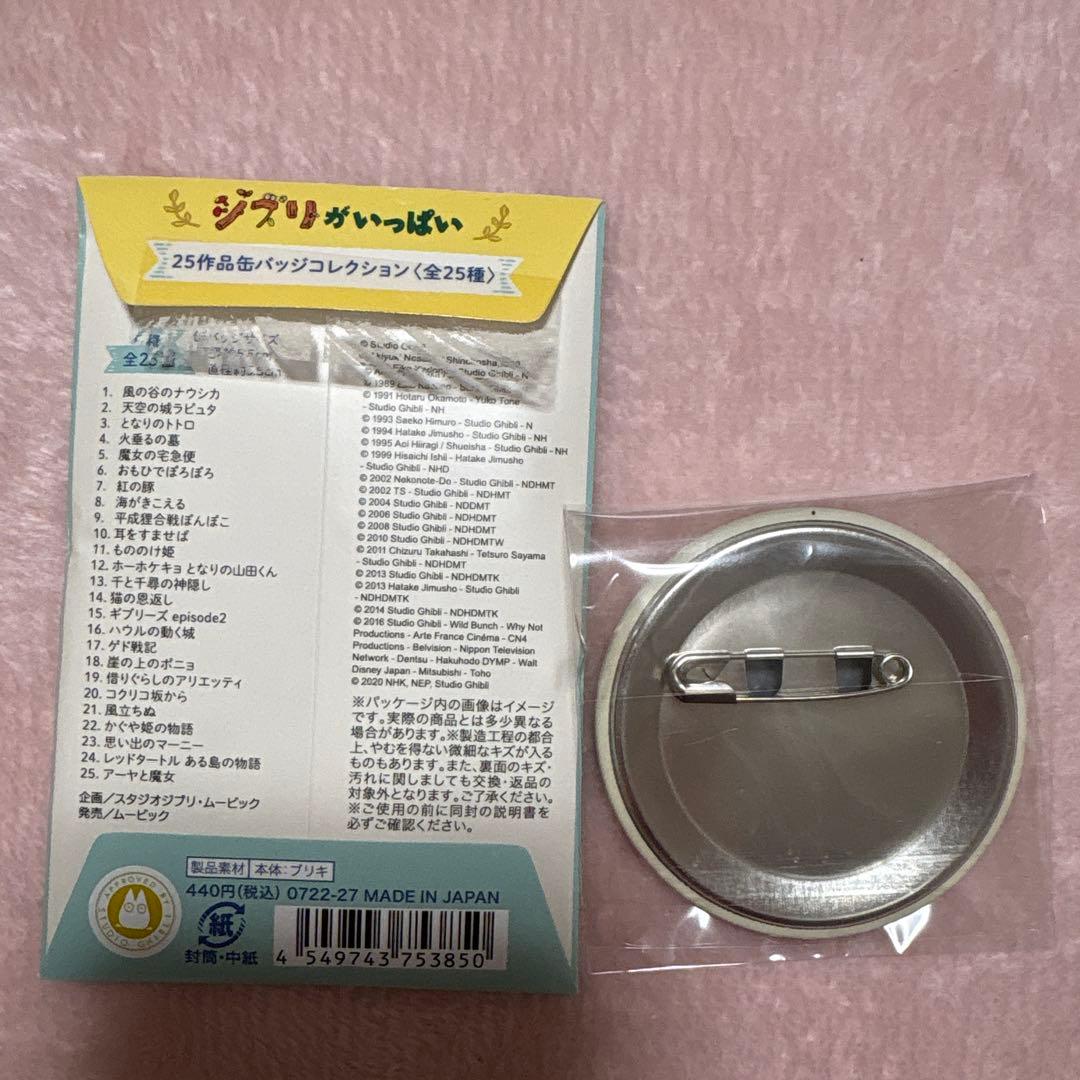 ジブリがいっぱい
25作品缶バッジコレクション〈全25種〉
全25種
缶バッジサイズ
直径約5.5cm
1. 風の谷のナウシカ
2. 天空の城ラピュタ
3. となりのトトロ
4. 火垂るの墓
5. 魔女の宅急便
6. おもひでぽろぽろ
7. 紅の豚
8. 海がきこえる
9. 平成狸合戦ぽんぽこ
10. 耳をすませば
11. もののけ姫
12. ホーホケキョ となりの山田くん
13. 千と千尋の神隠し
14. 猫の恩返し
15. ギブリーズ episode2
16. ハウルの動く城
17. ゲド戦記
18. 崖の上のポニョ
19. 借りぐらしのアリエッティ
20. コクリコ坂から
21. 風立ちぬ
22. かぐや姫の物語
23. 思い出のマーニー
24. レッドタートル ある島の物語
25. アーヤと魔女
企画/スタジオジブリ・ムービック
発売/ムービック
© Studio
Shinchosha
- Studio Ghibli - N
© 1989
© 1991 Hotaru Okamoto - Yuko Tone
- Studio Ghibli - NH
© 1993 Saeko Himuro - Studio Ghibli - N
© 1994 Hatake Jimusho - Studio Ghibli - NH
© 1995 Aoi Hiiragi / Shueisha - Studio Ghibli - NH
© 1999 Hisaichi Ishii - Hatake Jimusho
- Studio Ghibli - NHD
© 2002 Nekonote-Do - Studio Ghibli - NDHMT
© 2002 TS - Studio Ghibli - NDHMT
© 2004 Studio Ghibli - NDDMT
© 2006 Studio Ghibli - NDHDMT
© 2008 Studio Ghibli - NDHDMT
© 2010 Studio Ghibli - NDHDMTW
© 2011 Chizuru Takahashi - Tetsuro Sayama
- Studio Ghibli - NDHDMT
© 2013 Studio Ghibli - NDHDMTK
© 2013 Hatake Jimusho - Studio Ghibli
- NDHDMTK
© 2014 Studio Ghibli - NDHDMTK
© 2016 Studio Ghibli - Wild Bunch - Why Not
Productions - Arte France Cinéma - CN4
Productions - Belvision - Nippon Television
Network - Dentsu - Hakuhodo DYMP - Walt
Disney Japan - Mitsubishi - Toho
© 2020 NHK, NEP, Studio Ghibli
※パッケージ内の画像はイメージ
です。実際の商品とは多少異なる
場合があります。※製造工程の都合
上、やむを得ない微細なキズが入る
ものもあります。また、裏面のキズ・
汚れに関しましても交換・返品の
対象外となります。ご了承ください。
※ご使用の前に同封の説明書を
必ずご確認ください。
製品素材 本体:ブリキ
440円(税込) 0722-27 MADE IN JAPAN
APPROVED BY STUDIO GHIBLI
紙
封筒・中紙
4 549743 753850